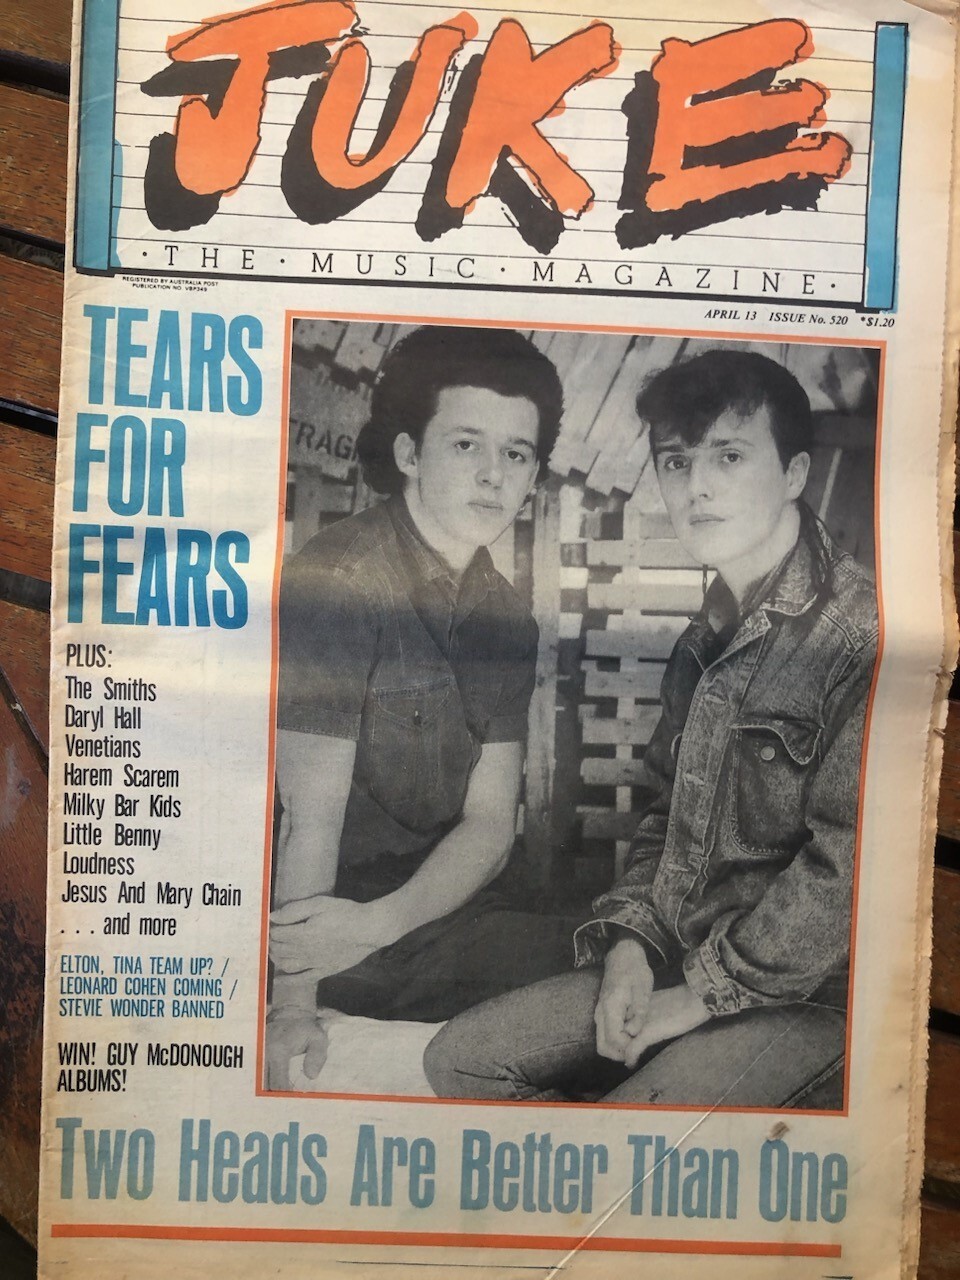 JUKE
·THE·MUSIC·MAGAZINE·
REGISTERED BY AUSTRALIA POST
PUBLICATION NO. VBP349
APRIL 13 ISSUE No. 520 *$1.20
TEARS
FOR
FEARS
FRAGI
PLUS:
The Smiths
Daryl Hall
Venetians
Harem Scarem
Milky Bar Kids
Little Benny
Loudness
Jesus And Mary Chain
. . . and more
ELTON, TINA TEAM UP? /
LEONARD COHEN COMING /
STEVIE WONDER BANNED
WIN! GUY McDONOUGH
ALBUMS!
Two Heads Are Better Than One